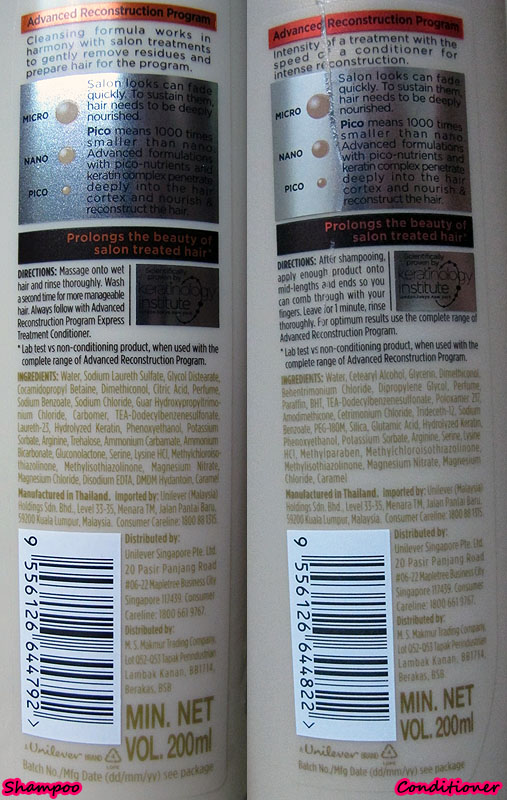 Advanced Reconstruction Program
Cleansing formula works in
harmony with salon treatments
to gently remove residues and
prepare hair for the program.
Salon looks can fade
quickly. To sustain them,
hair needs to be deeply
nourished.
MICRO
Pico means 1000 times
smaller than nano.
Advanced formulations
with pico-nutrients and
keratin complex penetrate
deeply into the hair
cortex and nourish &
reconstruct the hair.
NANO
PICO
Prolongs the beauty of
salon treated hair*
DIRECTIONS: Massage onto wet
hair and rinse thoroughly. Wash
a second time for more manageable
hair. Always follow with Advanced
Reconstruction Program Express
Treatment Conditioner.
Scientifically
proven by
keratinology
institute
* Lab test vs non-conditioning product, when used with the
complete range of Advanced Reconstruction Program.
INGREDIENTS: Water, Sodium Laureth Sulfate, Glycol Distearate,
Cocamidopropyl Betaine, Dimethiconol, Citric Acid, Perfume,
Sodium Benzoate, Sodium Chloride, Guar Hydroxypropyltrimo-
nium Chloride, Carbomer, TEA-Dodecylbenzenesulfonate,
Laureth-23, Hydrolyzed Keratin, Phenoxyethanol, Potassium
Sorbate, Arginine, Trehalose, Ammonium Carbamate, Ammonium
Bicarbonate, Gluconolactone, Serine, Lysine HCl, Methylchloroiso-
thiazolinone, Methylisothiazolinone, Magnesium Nitrate,
Magnesium Chloride, Disodium EDTA, DMDM Hydantoin, Caramel
Manufactured in Thailand. Imported by: Unilever (Malaysia)
Holdings Sdn. Bhd., Level 33-35, Menara TM, Jalan Pantai Baru,
59200 Kuala Lumpur, Malaysia. Consumer Careline: 1800 88 1315.
Distributed by:
Unilever Singapore Pte. Ltd.
20 Pasir Panjang Road
#06-22 Mapletree Business City
Singapore 117439. Consumer
Careline: 1800 661 9767.
Distributed by:
M. S. Makmur Trading Company,
Lot 052-053 Tapak Perindustrian
Lambak Kanan, BB1714,
Berakas, BSB
9 556126 644792 >
MIN. NET
VOL. 200ml
a Unilever BRAND
Batch No./Mfg Date (dd/mm/yy) see package
Shampoo
Advanced Reconstruction Program
Intensity of a treatment with the
speed of a conditioner for
intense reconstruction.
Salon looks can fade
quickly. To sustain them,
hair needs to be deeply
nourished.
MICRO
Pico means 1000 times
smaller than nano.
Advanced formulations
with pico-nutrients and
keratin complex penetrate
deeply into the hair
cortex and nourish &
reconstruct the hair.
NANO
PICO
Prolongs the beauty of
salon treated hair*
DIRECTIONS: After shampooing,
apply enough product onto
mid-lengths and ends so you
can comb through with your
fingers. Leave for 1 minute, rinse
thoroughly. For optimum results use the complete range of
Advanced Reconstruction Program.
Scientifically
proven by
keratinology
institute
* Lab test vs non-conditioning product, when used with the
complete range of Advanced Reconstruction Program.
INGREDIENTS: Water, Cetearyl Alcohol, Glycerin, Dimethiconol,
Behentrimonium Chloride, Dipropylene Glycol, Perfume,
Paraffin, BHT, TEA-Dodecylbenzenesulfonate, Poloxamer 217,
Amodimethicone, Cetrimonium Chloride, Trideceth-12, Sodium
Benzoate, PEG-180M, Silica, Glutamic Acid, Hydrolyzed Keratin,
Phenoxyethanol, Potassium Sorbate, Arginine, Serine, Lysine
HCl, Methylparaben, Methylchloroisothiazolinone,
Methylisothiazolinone, Magnesium Nitrate, Magnesium
Chloride, Caramel
Manufactured in Thailand. Imported by: Unilever (Malaysia)
Holdings Sdn. Bhd., Level 33-35, Menara TM, Jalan Pantai Baru,
59200 Kuala Lumpur, Malaysia. Consumer Careline: 1800 88 1315.
Distributed by:
Unilever Singapore Pte. Ltd.
20 Pasir Panjang Road
#06-22 Mapletree Business City
Singapore 117439. Consumer
Careline: 1800 661 9767.
Distributed by:
M. S. Makmur Trading Company,
Lot 052-053 Tapak Perindustrian
Lambak Kanan, BB1714,
Berakas, BSB
9 556126 644822 >
MIN. NET
VOL. 200ml
a Unilever BRAND
Batch No./Mfg Date (dd/mm/yy) see package
Conditioner